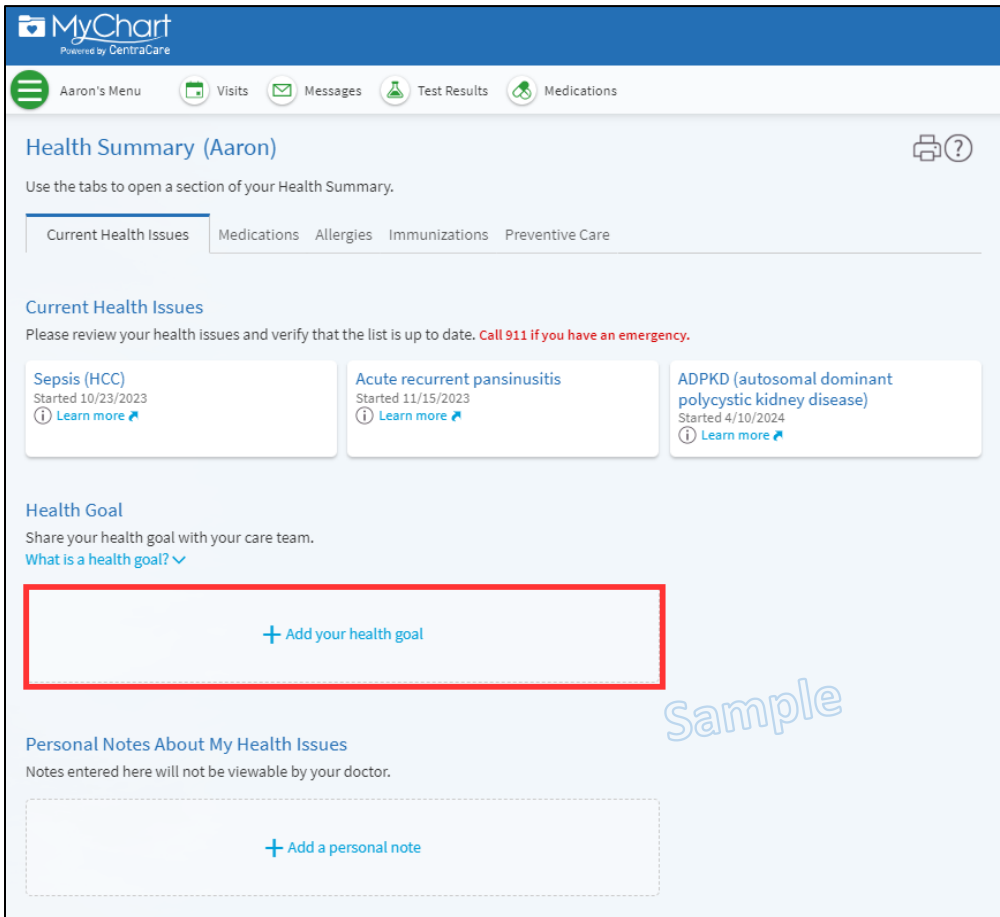 MyChart
Powered by CentraCare
Aaron's Menu Visits Messages Test Results Medications
Health Summary (Aaron)
Use the tabs to open a section of your Health Summary.
Current Health Issues Medications Allergies Immunizations Preventive Care
Current Health Issues
Please review your health issues and verify that the list is up to date. Call 911 if you have an emergency.
Sepsis (HCC)
Started 10/23/2023
Learn more
Acute recurrent pansinusitis
Started 11/15/2023
Learn more
ADPKD (autosomal dominant
polycystic kidney disease)
Started 4/10/2024
Learn more
Health Goal
Share your health goal with your care team.
What is a health goal?
+ Add your health goal
Sample
Personal Notes About My Health Issues
Notes entered here will not be viewable by your doctor.
+ Add a personal note